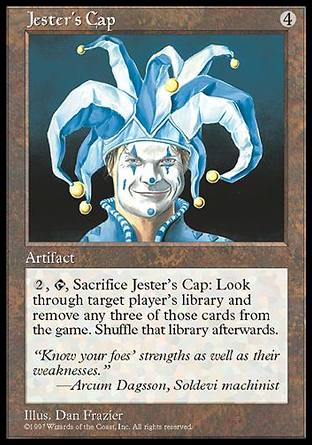 Jester's Cap 4
Artifact
2, , Sacrifice Jester's Cap: Look
through target player's library and
remove any three of those cards from
the game. Shuffle that library afterwards.
"Know your foes' strengths as well as their
weaknesses."
—Arcum Dagsson, Soldevi machinist
Illus. Dan Frazier
©1997 Wizards of the Coast, Inc. All rights reserved.